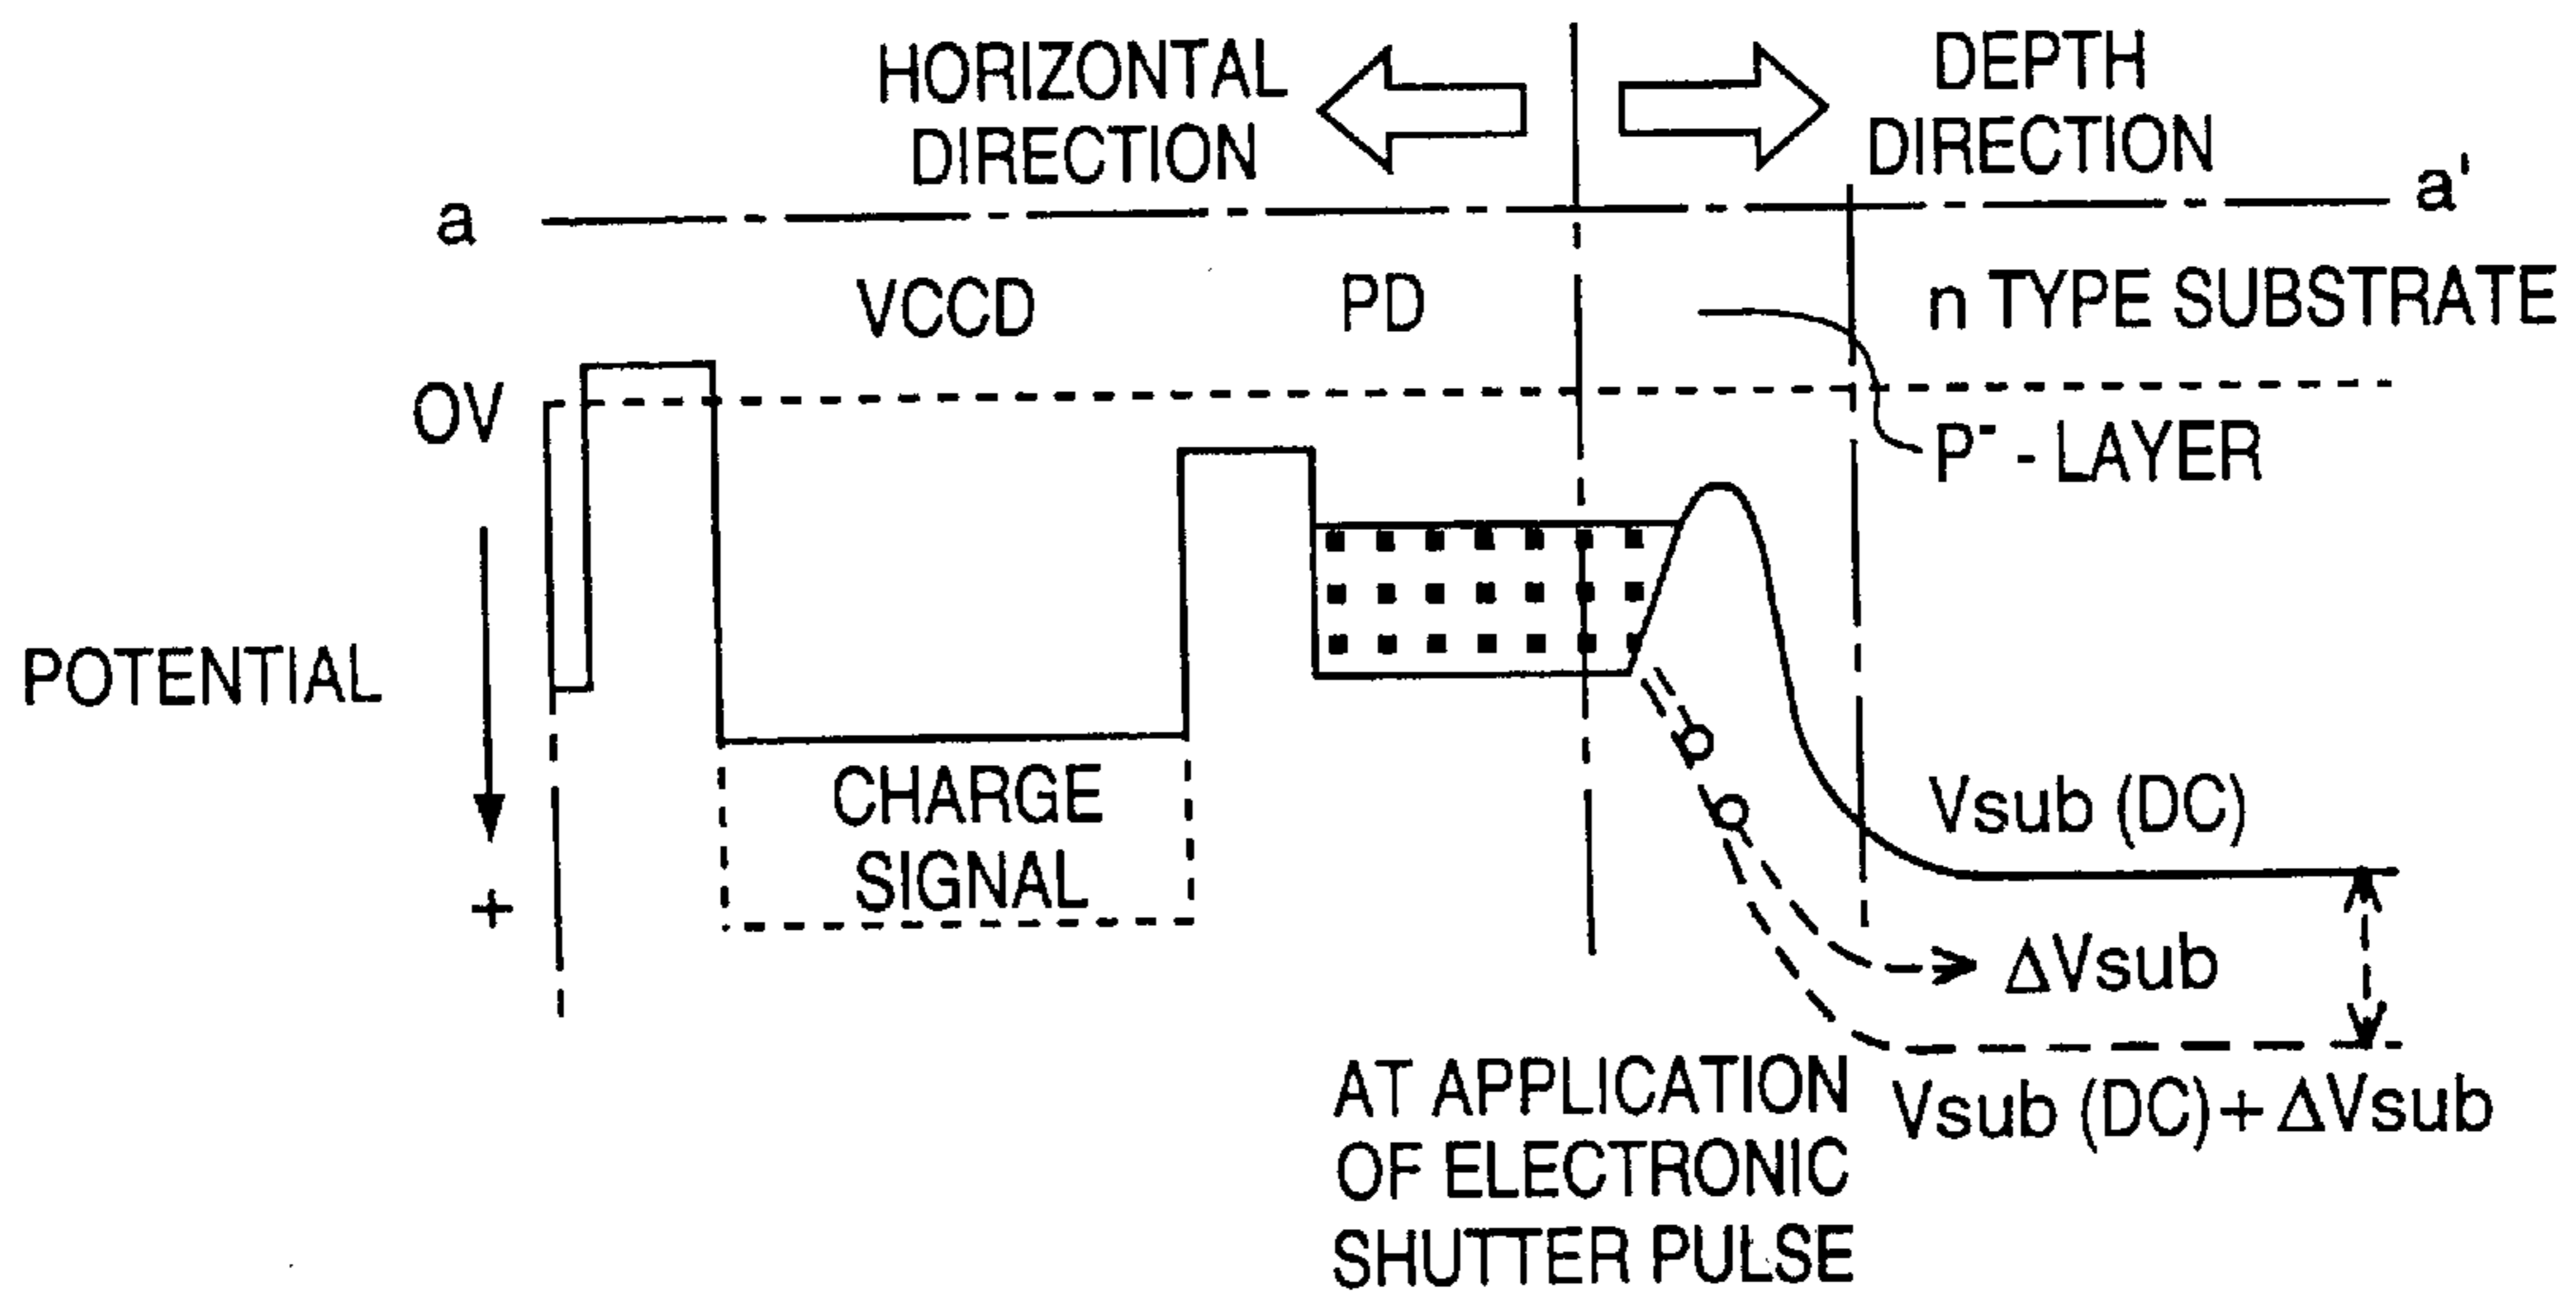 HORIZONTAL
DIRECTION
DEPTH
DIRECTION
a
a'
VCCD
PD
n TYPE SUBSTRATE
OV
P⁻ - LAYER
POTENTIAL
+
CHARGE
SIGNAL
Vsub (DC)
ΔVsub
Vsub (DC) + ΔVsub
AT APPLICATION
OF ELECTRONIC
SHUTTER PULSE